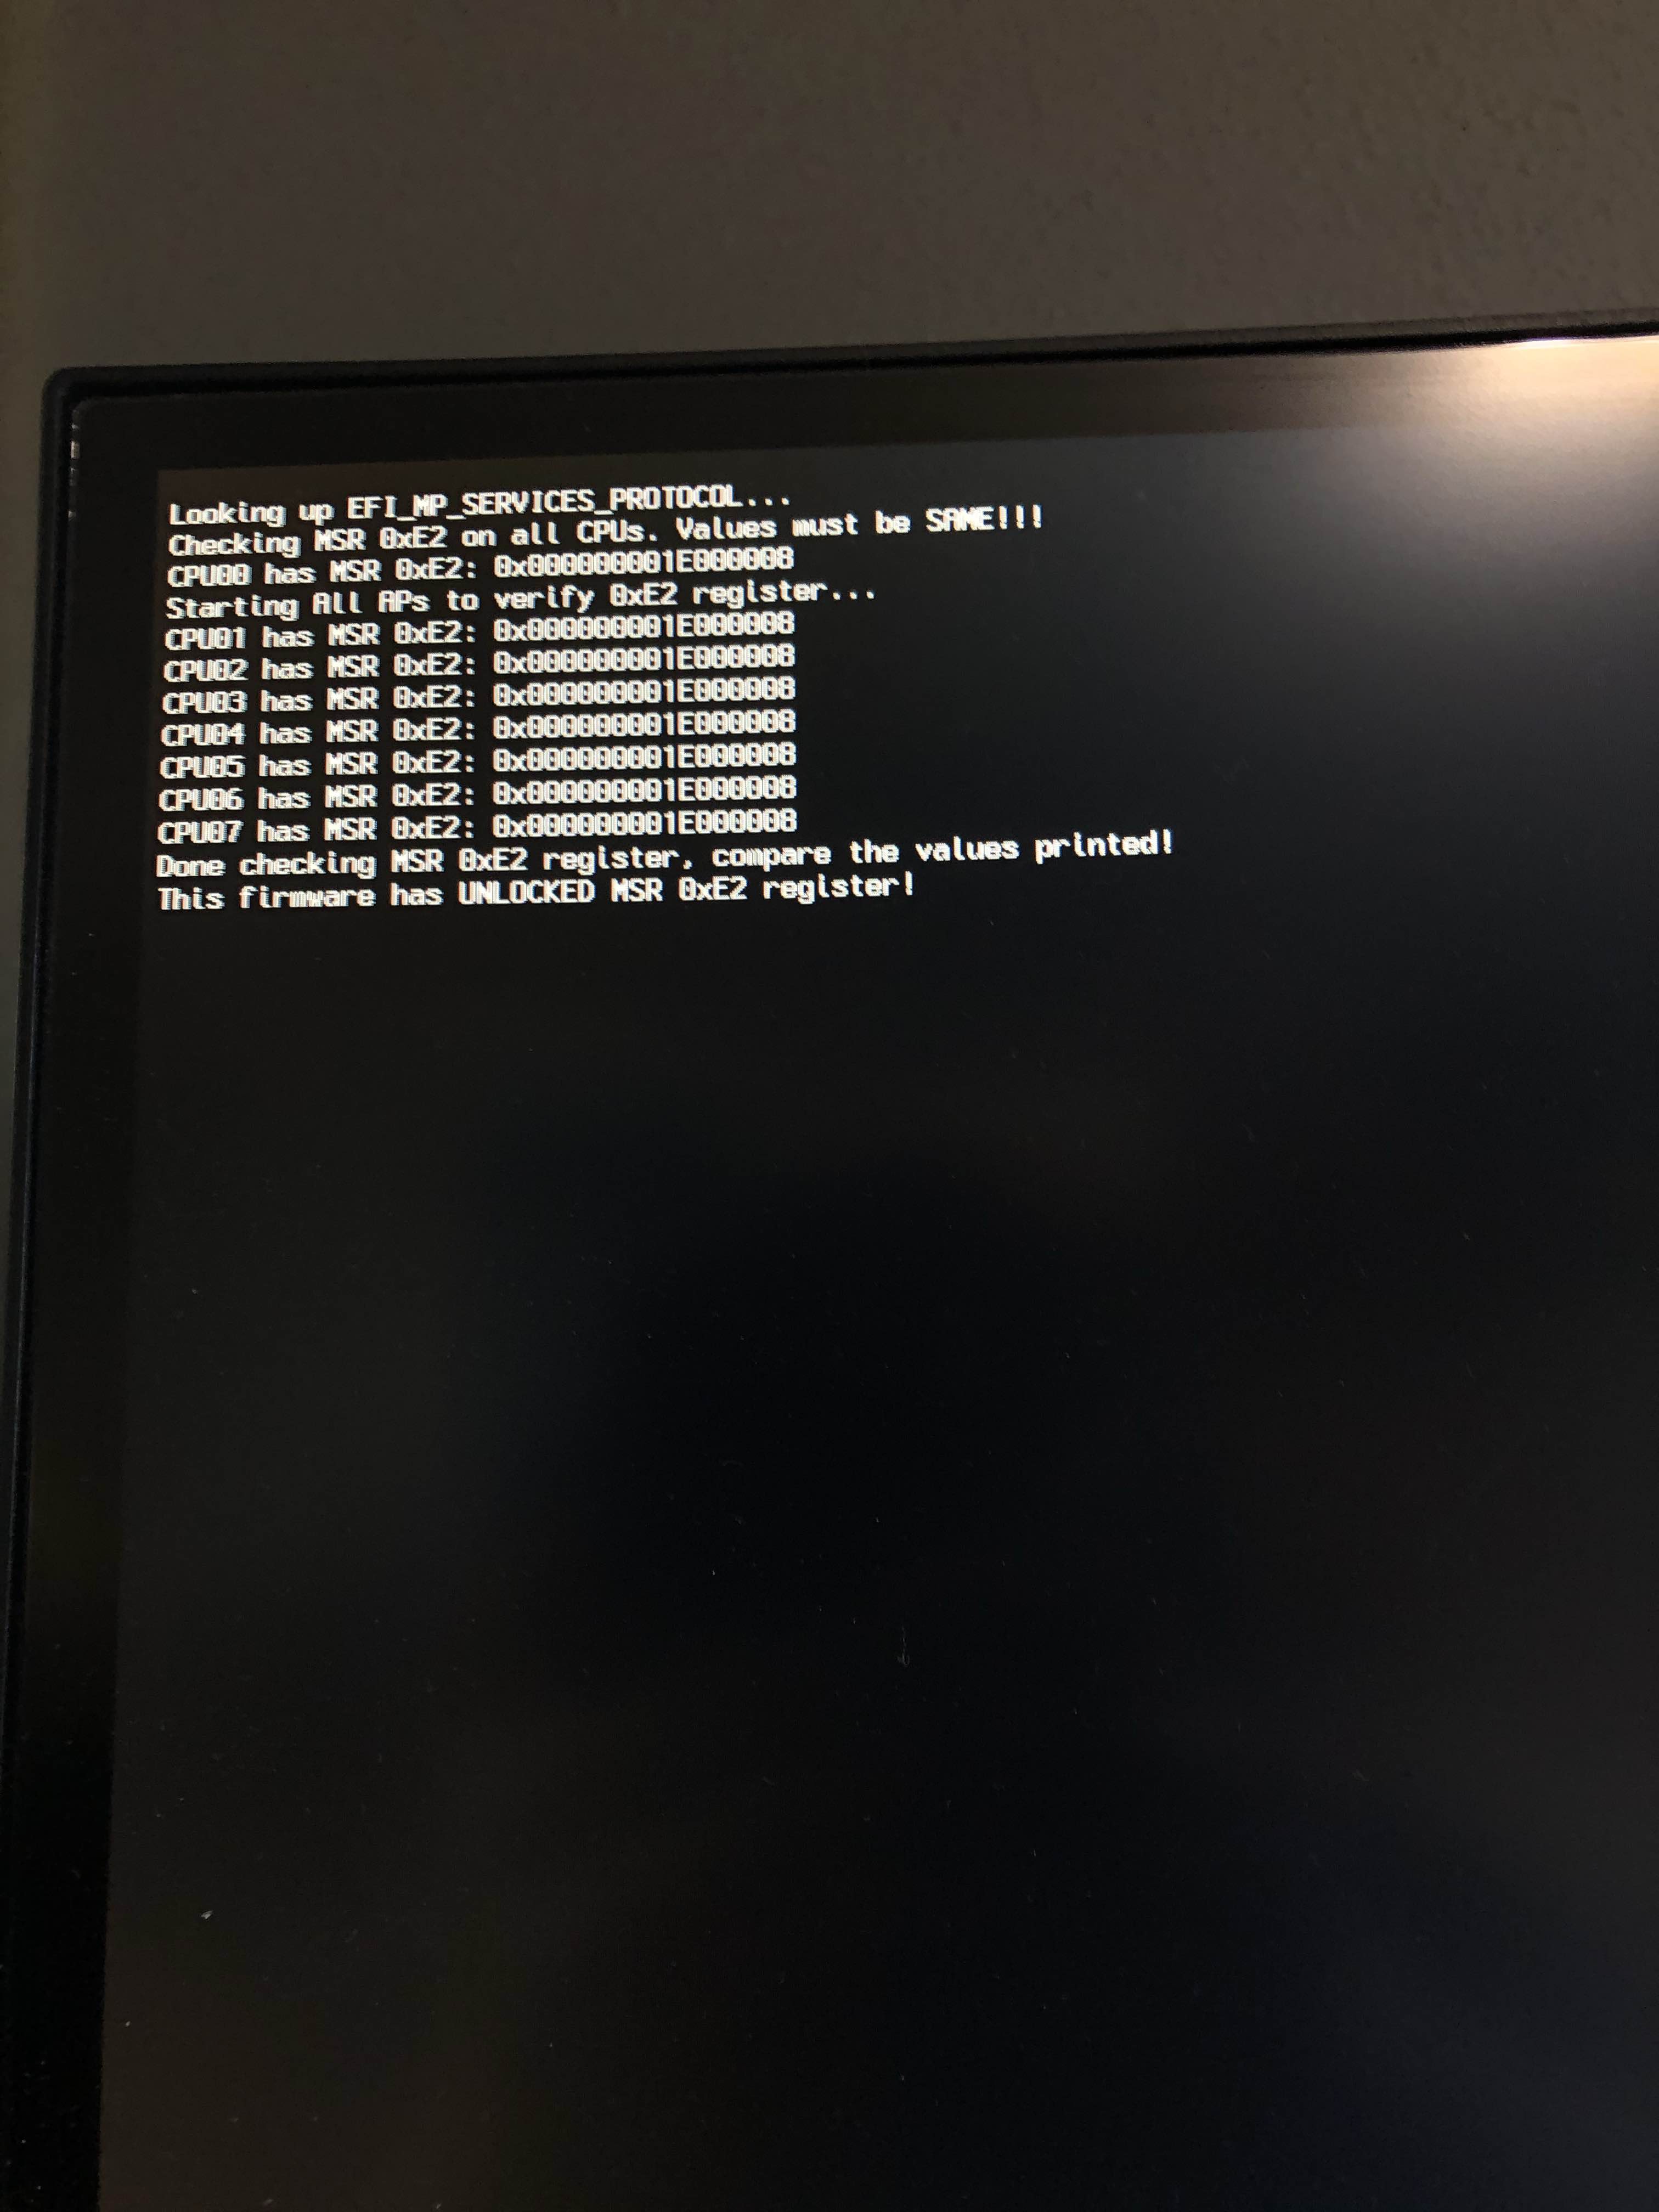 Looking up EFI_MP_SERVICES_PROTOCOL...
Checking MSR 0xE2 on all CPUs. Values must be SAME!!!
CPU00 has MSR 0xE2: 0x000000001E000008
Starting All APs to verify 0xE2 register...
CPU01 has MSR 0xE2: 0x000000001E000008
CPU02 has MSR 0xE2: 0x000000001E000008
CPU03 has MSR 0xE2: 0x000000001E000008
CPU04 has MSR 0xE2: 0x000000001E000008
CPU05 has MSR 0xE2: 0x000000001E000008
CPU06 has MSR 0xE2: 0x000000001E000008
CPU07 has MSR 0xE2: 0x000000001E000008
Done checking MSR 0xE2 register, compare the values printed!
This firmware has UNLOCKED MSR 0xE2 register!